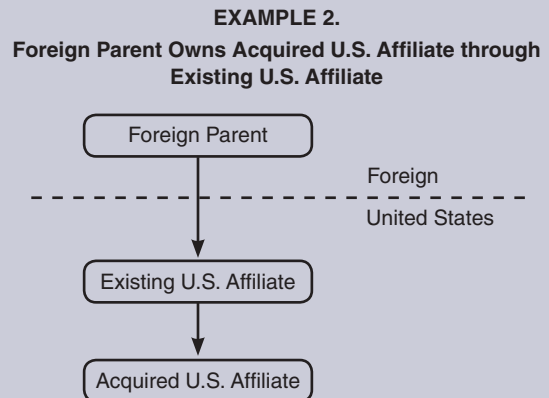 EXAMPLE 2.
Foreign Parent Owns Acquired U.S. Affiliate through
Existing U.S. Affiliate
Foreign Parent
Foreign
United States
Existing U.S. Affiliate
Acquired U.S. Affiliate